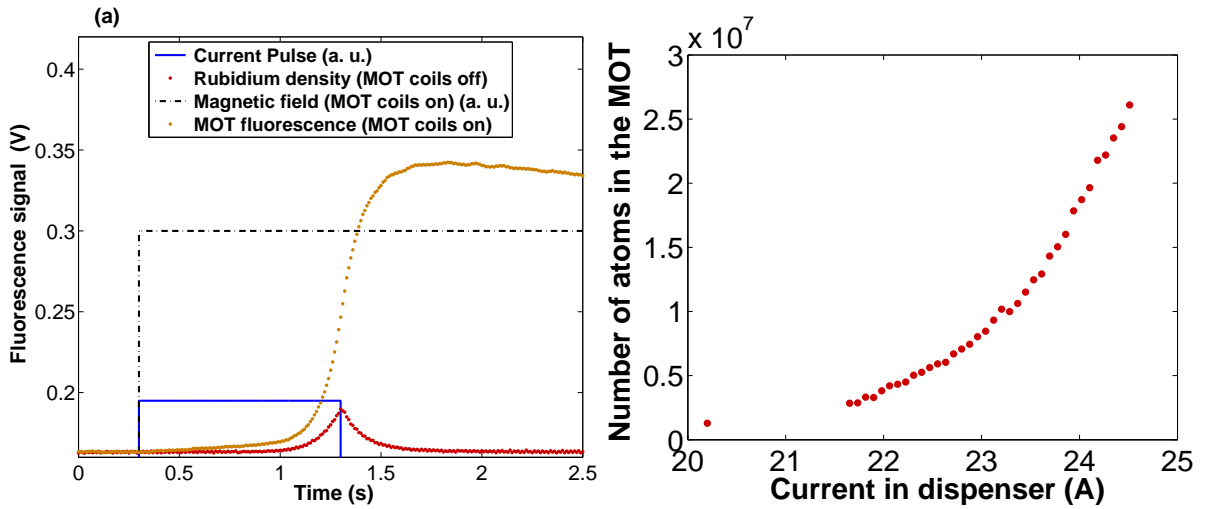 (a)
Current Pulse (a. u.)
Rubidium density (MOT coils off)
Magnetic field (MOT coils on) (a. u.)
MOT fluorescence (MOT coils on)
Fluorescence signal (V)
0.4
0.35
0.3
0.25
0.2
0 0.5 1 1.5 2 2.5
Time (s)
x 10^7
Number of atoms in the MOT
3
2.5
2
1.5
1
0.5
0
20 21 22 23 24 25
Current in dispenser (A)